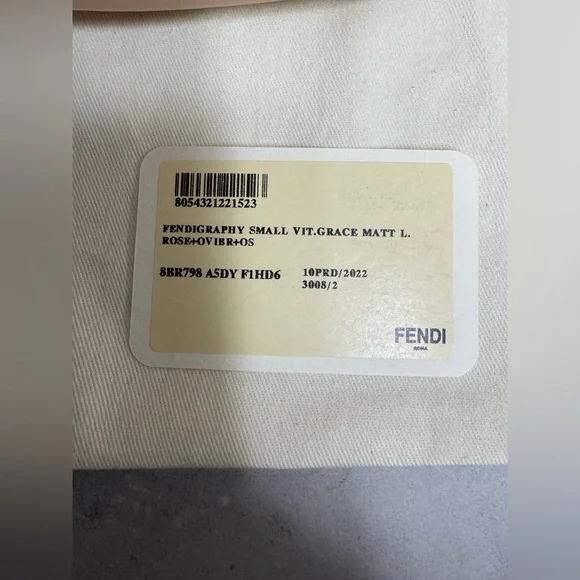 8054321221523
FENDIGRAPHY SMALL VIT.GRACE MATT L.
ROSE+OVIBR+OS
8BR798 A5DY F1HD6
10PRD/2022
3008/2
FENDI
ROMA